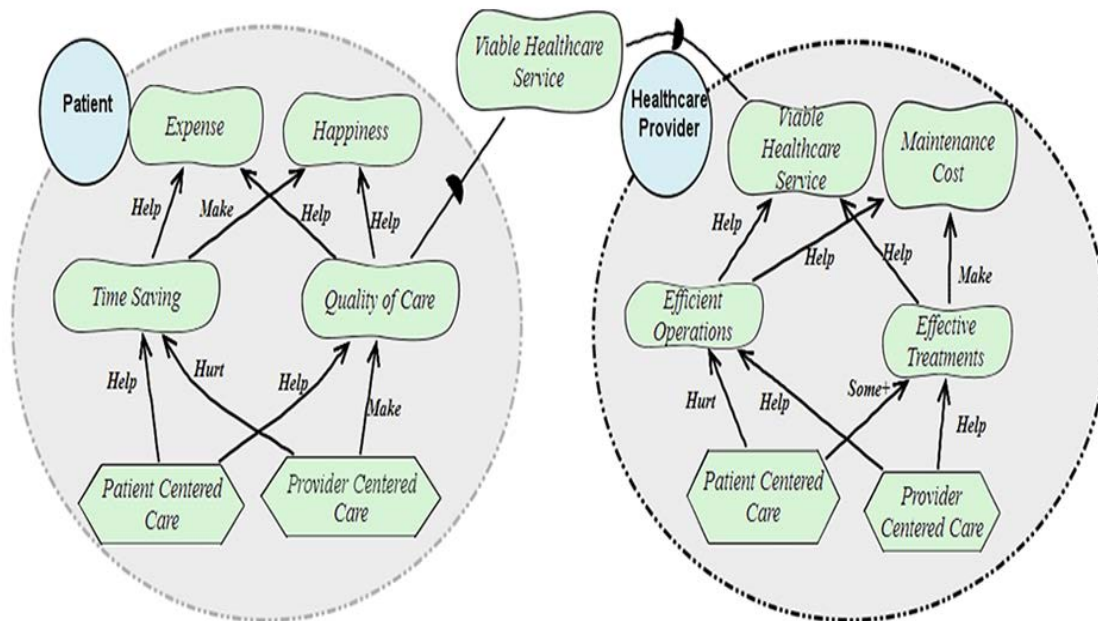 Viable Healthcare
Service
Patient
Expense
Happiness
Help
Make
Help
Help
Time Saving
Quality of Care
Help
Hurt
Help
Make
Patient Centered
Care
Provider Centered
Care
Healthcare
Provider
Viable
Healthcare
Service
Maintenance
Cost
Help
Help
Help
Make
Efficient
Operations
Effective
Treatments
Hurt
Help
Some+
Help
Patient Centered
Care
Provider
Centered Care